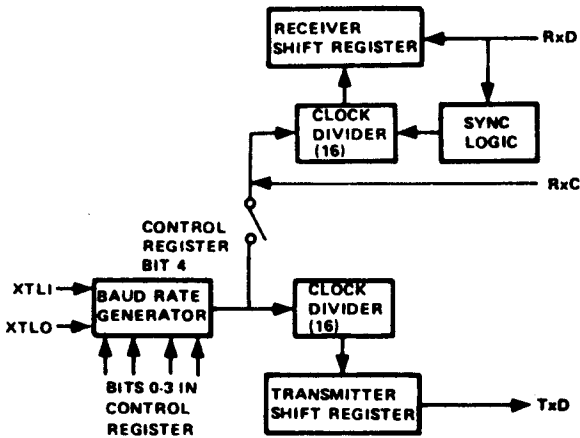 RECEIVER
SHIFT REGISTER
RxD
CLOCK
DIVIDER
(16)
SYNC
LOGIC
RxC
CONTROL
REGISTER
BIT 4
XTLI
XTLO
BAUD RATE
GENERATOR
CLOCK
DIVIDER
(16)
BITS 0-3 IN
CONTROL
REGISTER
TRANSMITTER
SHIFT REGISTER
TxD